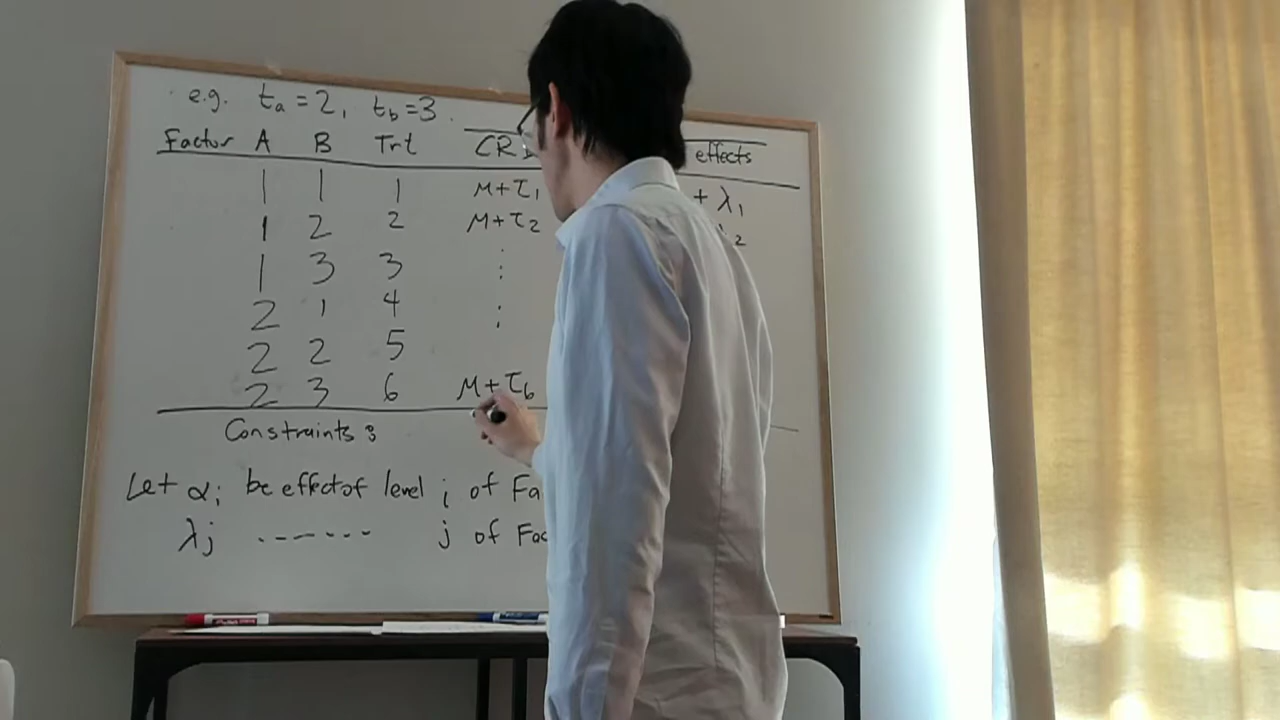 e.g. ta = 2, tb = 3.
Factor A B Trt CR effects
1 1 1 M+τ1 + λ1
1 2 2 M+τ2 2
1 3 3 :
2 1 4 :
2 2 5
2 3 6 M+τ6
Constraints :
Let αi be effect of level i of Fa
λj ------- j of Fac